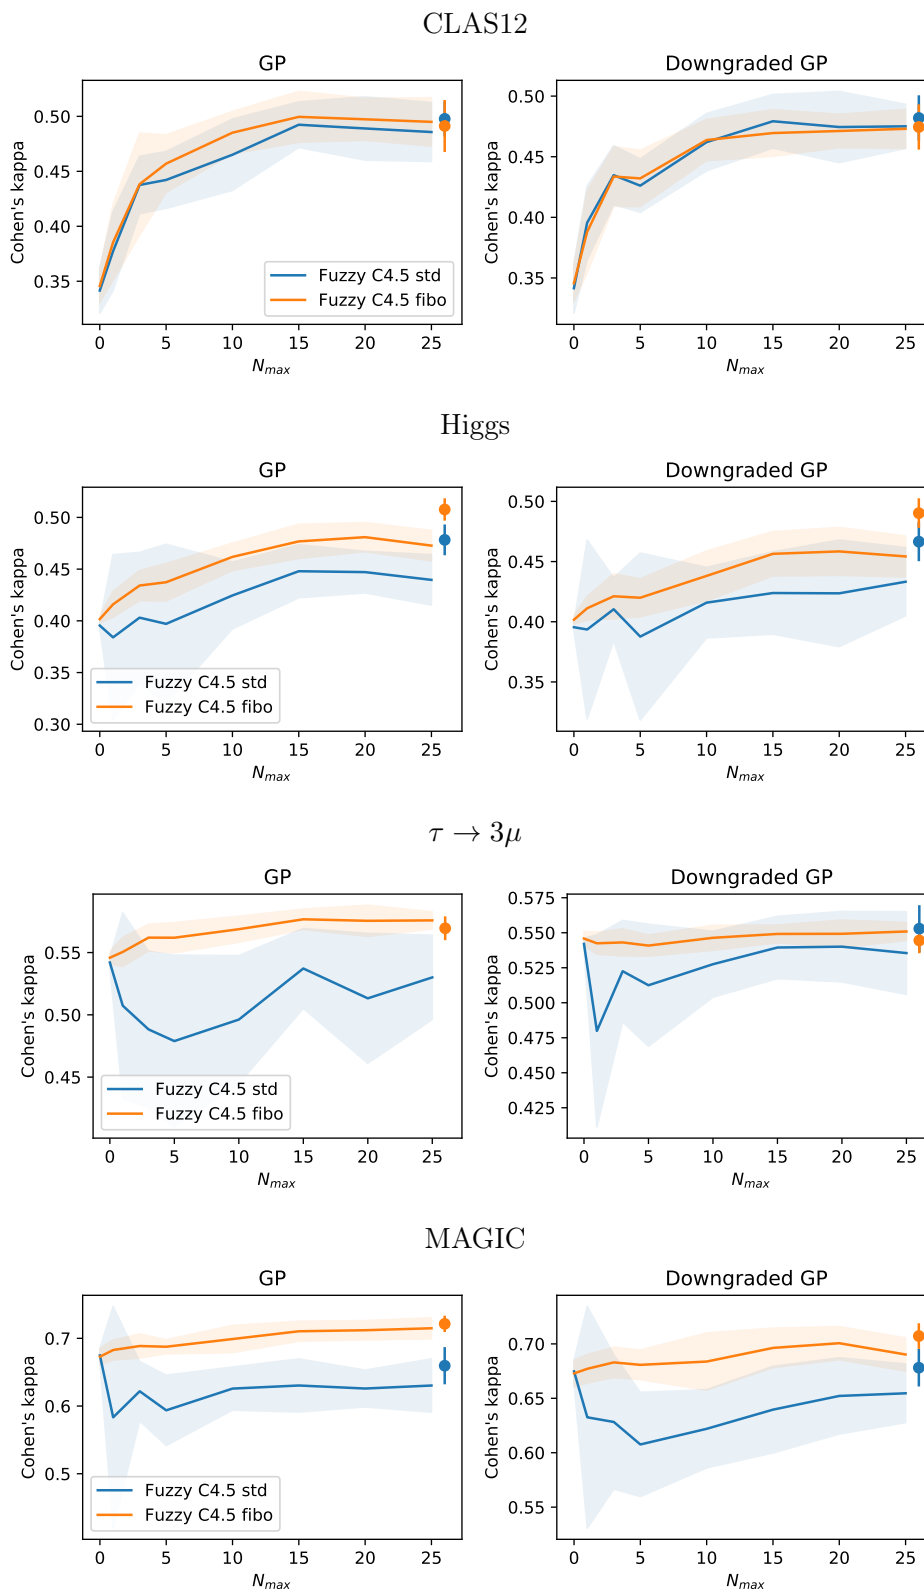 CLAS12
GP
Downgraded GP
Cohen's kappa
0.50
0.45
0.40
0.35
Fuzzy C4.5 std
Fuzzy C4.5 fibo
0 5 10 15 20 25
N_max
Cohen's kappa
0.50
0.45
0.40
0.35
0 5 10 15 20 25
N_max
Higgs
GP
Downgraded GP
Cohen's kappa
0.50
0.45
0.40
0.35
0.30
Fuzzy C4.5 std
Fuzzy C4.5 fibo
0 5 10 15 20 25
N_max
Cohen's kappa
0.50
0.45
0.40
0.35
0 5 10 15 20 25
N_max
τ → 3μ
GP
Downgraded GP
Cohen's kappa
0.55
0.50
0.45
Fuzzy C4.5 std
Fuzzy C4.5 fibo
0 5 10 15 20 25
N_max
Cohen's kappa
0.575
0.550
0.525
0.500
0.475
0.450
0.425
0 5 10 15 20 25
N_max
MAGIC
GP
Downgraded GP
Cohen's kappa
0.7
0.6
0.5
Fuzzy C4.5 std
Fuzzy C4.5 fibo
0 5 10 15 20 25
N_max
Cohen's kappa
0.70
0.65
0.60
0.55
0 5 10 15 20 25
N_max